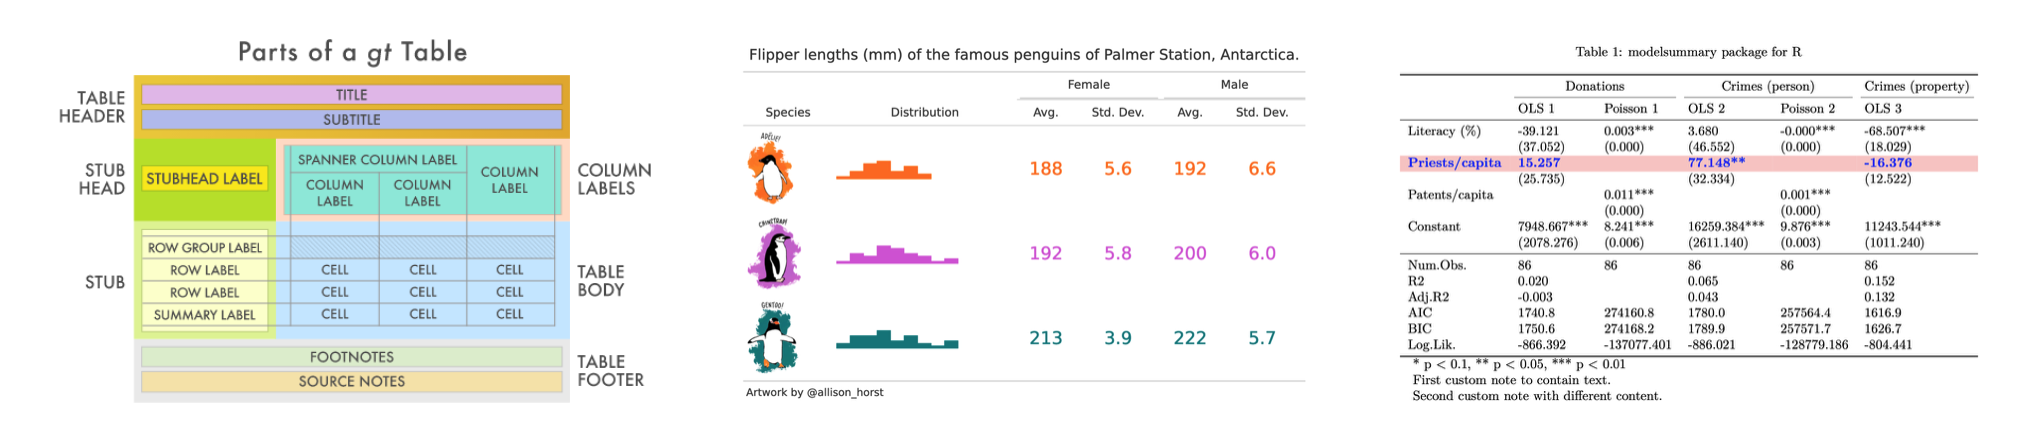 Parts of a gt Table
TABLE HEADER
TITLE
SUBTITLE
STUB HEAD
STUBHEAD LABEL
SPANNER COLUMN LABEL
COLUMN LABEL
COLUMN LABEL
COLUMN LABEL
COLUMN LABELS
STUB
ROW GROUP LABEL
ROW LABEL CELL CELL CELL
ROW LABEL CELL CELL CELL
SUMMARY LABEL CELL CELL CELL
TABLE BODY
FOOTNOTES
SOURCE NOTES
TABLE FOOTER
Flipper lengths (mm) of the famous penguins of Palmer Station, Antarctica.
Female Male
Species Distribution Avg. Std. Dev. Avg. Std. Dev.
ADÉLIE!
188 5.6 192 6.6
CHINSTRAP!
192 5.8 200 6.0
GENTOO!
213 3.9 222 5.7
Artwork by @allison_horst
Table 1: modelsummary package for R
Donations Crimes (person) Crimes (property)
OLS 1 Poisson 1 OLS 2 Poisson 2 OLS 3
Literacy (%) -39.121 0.003*** 3.680 -0.000*** -68.507***
(37.052) (0.000) (46.552) (0.000) (18.029)
Priests/capita 15.257 77.148** -16.376
(25.735) (32.334) (12.522)
Patents/capita 0.011*** 0.001***
(0.000) (0.000)
Constant 7948.667*** 8.241*** 16259.384*** 9.876*** 11243.544***
(2078.276) (0.006) (2611.140) (0.003) (1011.240)
Num.Obs. 86 86 86 86 86
R2 0.020 0.065 0.152
Adj.R2 -0.003 0.043 0.132
AIC 1740.8 274160.8 1780.0 257564.4 1616.9
BIC 1750.6 274168.2 1789.9 257571.7 1626.7
Log.Lik. -866.392 -137077.401 -886.021 -128779.186 -804.441
* p < 0.1, ** p < 0.05, *** p < 0.01
First custom note to contain text.
Second custom note with different content.